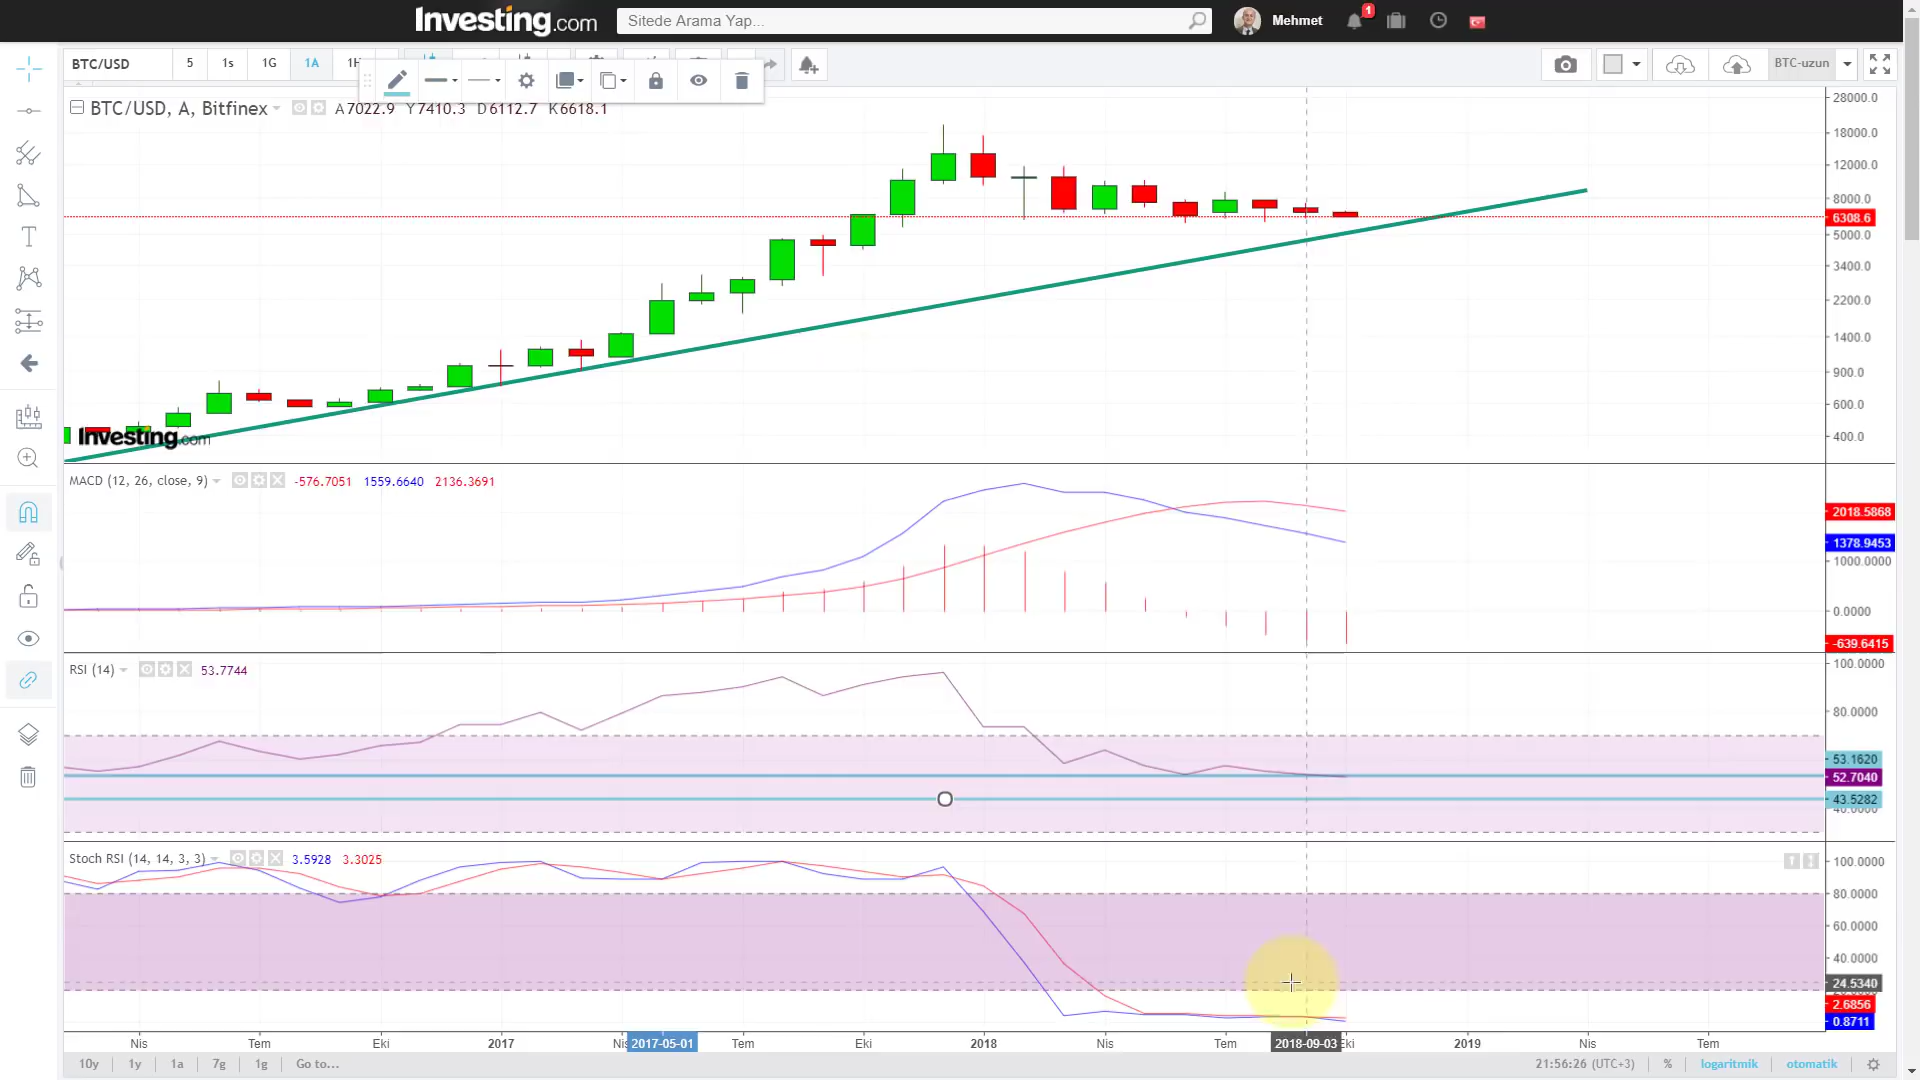 Investing.com
Sitede Arama Yap...
Mehmet
1
BTC/USD
5
1s
1G
1A
BTC-uzun
BTC/USD, A, Bitfinex
A7022.9 Y7410.3 D6112.7 K6618.1
28000.0
18000.0
12000.0
8000.0
6308.6
5000.0
3400.0
2200.0
1400.0
900.0
600.0
400.0
Investing.com
MACD (12, 26, close, 9)
-576.7051 1559.6640 2136.3691
2018.5868
1378.9453
1000.0000
0.0000
-639.6415
RSI (14)
53.7744
100.0000
80.0000
53.1620
52.7040
43.5282
40.0000
Stoch RSI (14, 14, 3, 3)
3.5928 3.3025
100.0000
80.0000
60.0000
40.0000
24.5340
2.6856
0.8711
Nis Tem Eki 2017 2017-05-01 Tem Eki 2018 Nis Tem 2018-09-03 2019 Nis Tem
10y 1y 1a 7g 1g Go to...
21:56:26 (UTC+3) % logaritmik otomatik